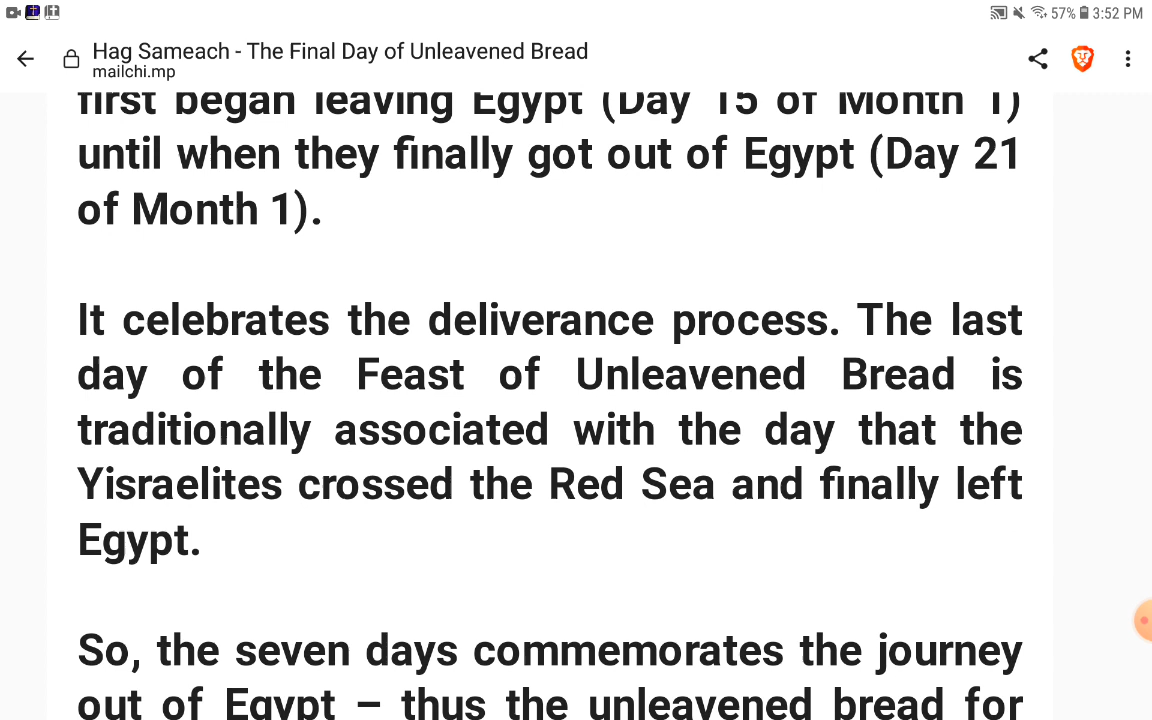 57% 3:52 PM
Hag Sameach - The Final Day of Unleavened Bread
mailchi.mp
first began leaving Egypt (Day 15 of Month 1)
until when they finally got out of Egypt (Day 21
of Month 1).
It celebrates the deliverance process. The last
day of the Feast of Unleavened Bread is
traditionally associated with the day that the
Yisraelites crossed the Red Sea and finally left
Egypt.
So, the seven days commemorates the journey
out of Egypt – thus the unleavened bread for